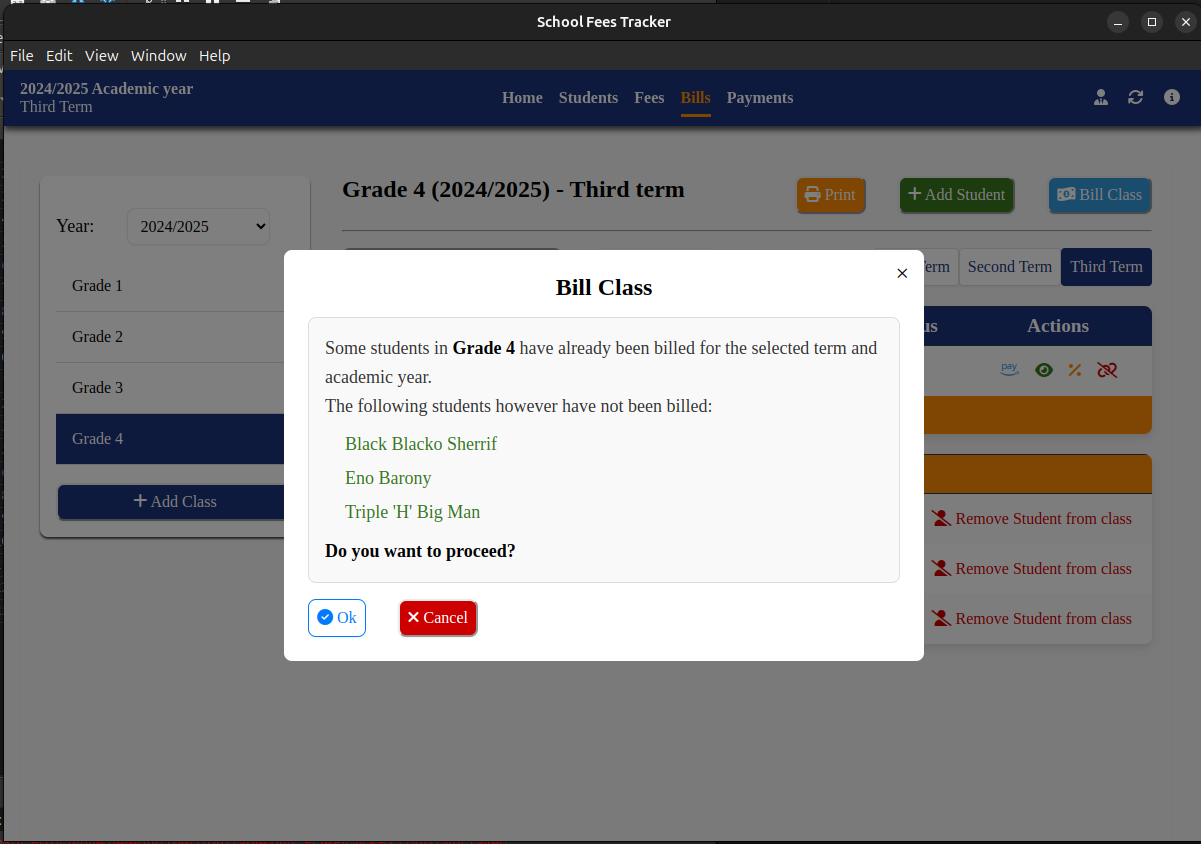 School Fees Tracker
File Edit View Window Help
2024/2025 Academic year
Third Term
Home Students Fees Bills Payments
Year:
2024/2025
Grade 1
Grade 2
Grade 3
Grade 4
Add Class
Grade 4 (2024/2025) - Third term
Print
Add Student
Bill Class
Term
Second Term
Third Term
Actions
pay
Remove Student from class
Remove Student from class
Remove Student from class
Bill Class
Some students in Grade 4 have already been billed for the selected term and
academic year.
The following students however have not been billed:
Black Blacko Sherrif
Eno Barony
Triple 'H' Big Man
Do you want to proceed?
Ok
Cancel